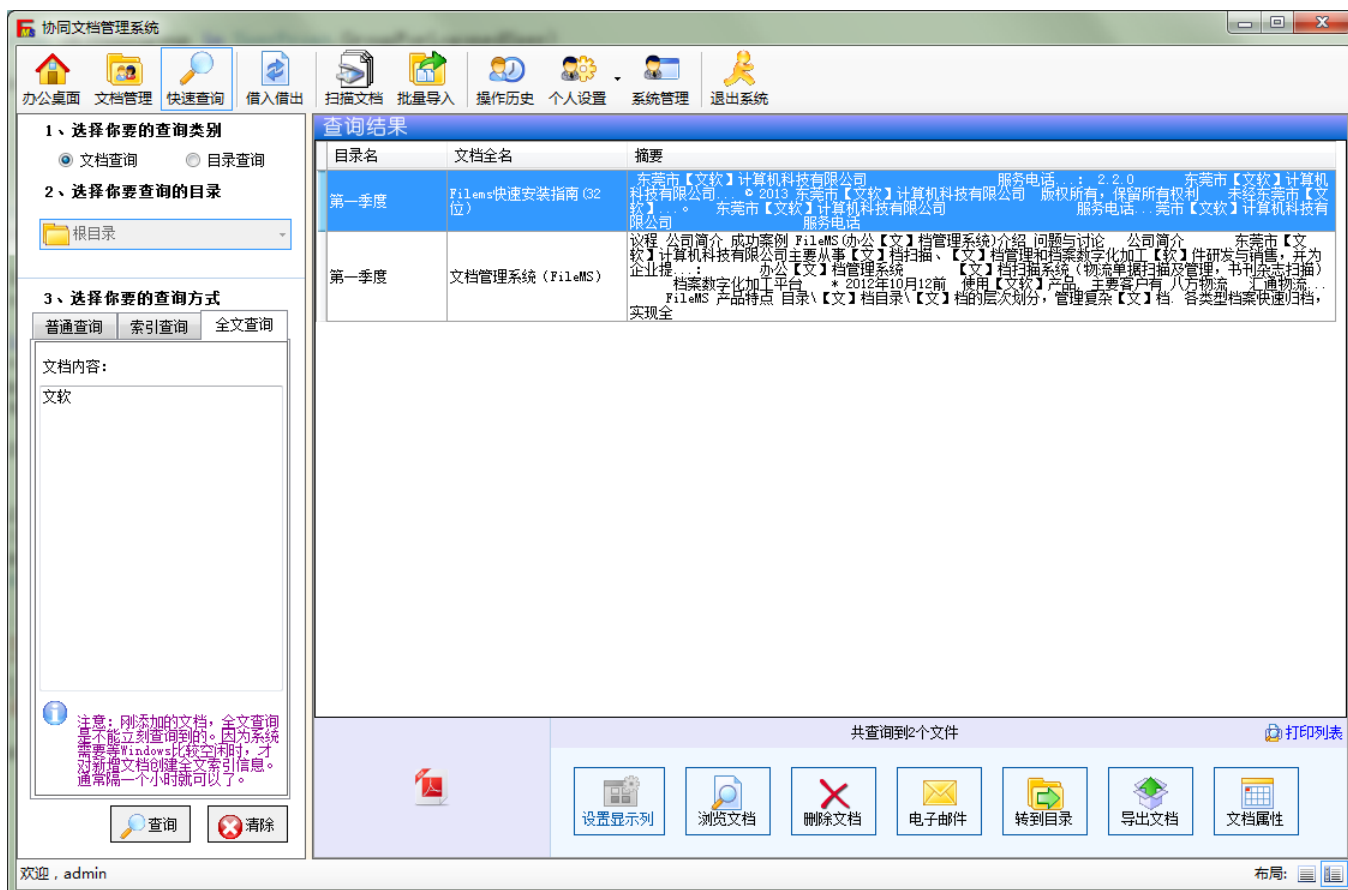 协同文档管理系统
办公桌面 文档管理 快速查询 借入借出 扫描文档 批量导入 操作历史 个人设置 系统管理 退出系统
1、选择你要的查询类别
文档查询 目录查询
2、选择你要查询的目录
根目录
3、选择你要的查询方式
普通查询 索引查询 全文查询
文档内容:
文软
注意: 刚添加的文档, 全文查询
是不能立刻查询到的。因为系统
需要等Windows比较空闲时, 才
对新增文档创建全文索引信息。
通常隔一个小时就可以了。
查询 清除
查询结果
目录名 文档全名 摘要
第一季度
Filems快速安装指南(32
位)
东莞市【文软】计算机科技有限公司 服务电话...: 2.2.0 东莞市【文软】计算机
科技有限公司... © 2013 东莞市【文软】计算机科技有限公司 版权所有, 保留所有权利 未经东莞市【文
软】...。 东莞市【文软】计算机科技有限公司 服务电话...莞市【文软】计算机科技有
限公司 服务电话
第一季度
文档管理系统 (FileMS)
议程 公司简介 成功案例 FileMS(办公【文】档管理系统)介绍 问题与讨论 公司简介 东莞市【文
软】计算机科技有限公司主要从事【文】档扫描、【文】档管理和档案数字化加工【软】件研发与销售, 并为
企业提...: 办公【文】档管理系统 【文】档扫描系统 (物流单据扫描及管理, 书刊杂志扫描)
档案数字化加工平台 * 2012年10月12前 使用【文软】产品, 主要客户有 八方物流 汇通物流...
FileMS 产品特点 目录\【文】档目录\【文】档的层次划分, 管理复杂【文】档. 各类型档案快速归档,
实现全
共查询到2个文件
打印列表
设置显示列 浏览文档 删除文档 电子邮件 转到目录 导出文档 文档属性
欢迎 , admin
布局: